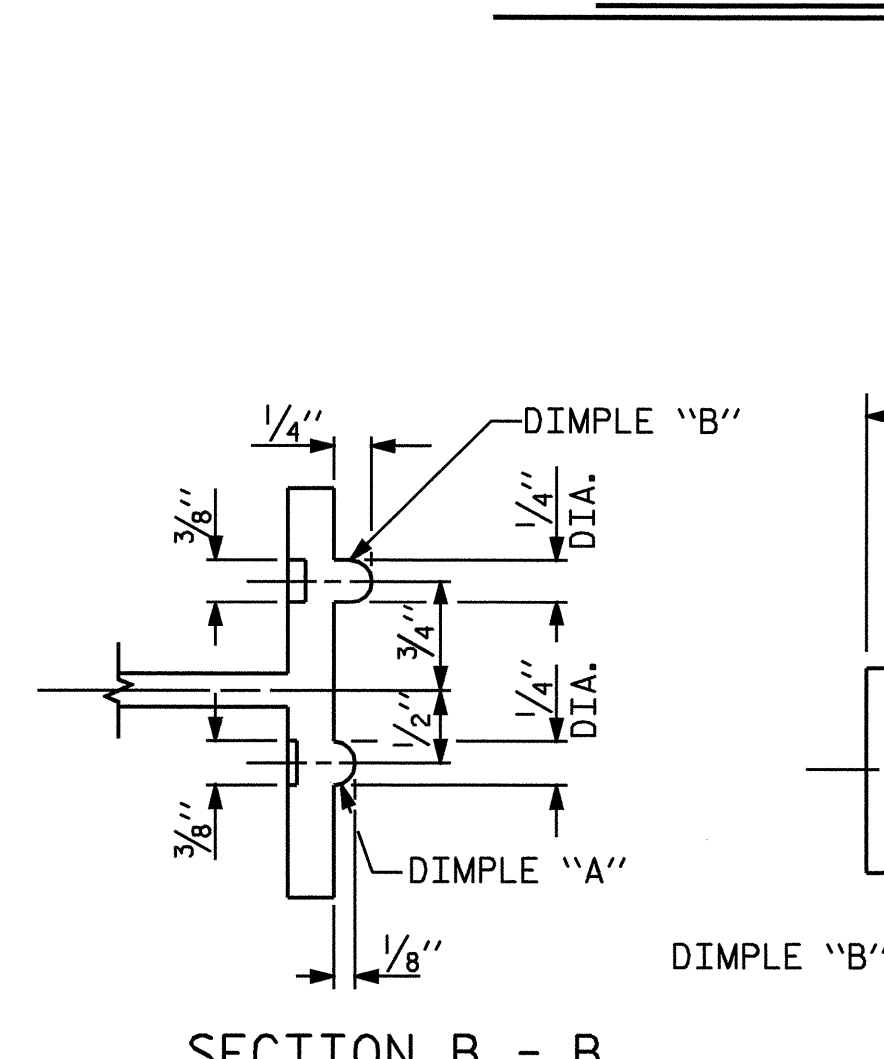 1/4"
DIMPLE "B"
3/8"
1/4"
DIA.
3/4"
1/4"
DIA.
1/2"
3/8"
DIMPLE "A"
1/8"
DIMPLE "B"
SECTION B - B